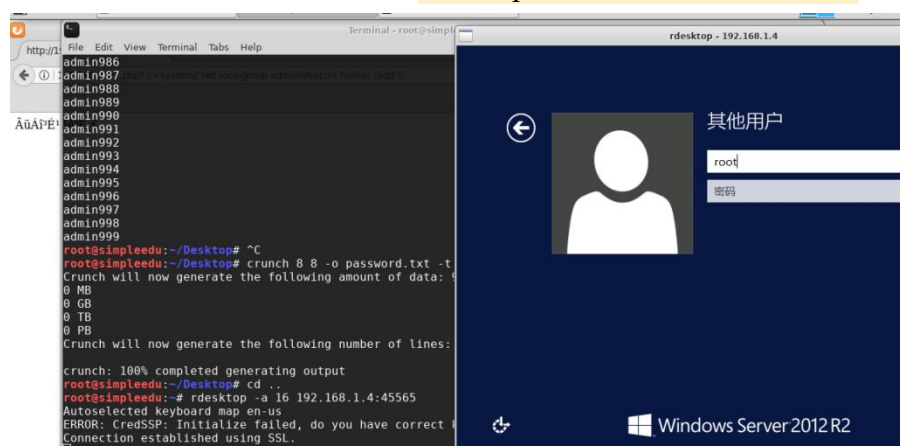 Terminal - root@simple
http://1
File Edit View Terminal Tabs Help
admin986
admin987
admin988
admin989
admin990
admin991
admin992
admin993
admin994
admin995
admin996
admin997
admin998
admin999
root@simpleedu:~/Desktop# ^C
root@simpleedu:~/Desktop# crunch 8 8 -o password.txt -t
Crunch will now generate the following amount of data:
0 MB
0 GB
0 TB
0 PB
Crunch will now generate the following number of lines:
crunch: 100% completed generating output
root@simpleedu:~/Desktop# cd ..
root@simpleedu:~# rdesktop -a 16 192.168.1.4:45565
Autoselected keyboard map en-us
ERROR: CredSSP: Initialize failed, do you have correct
Connection established using SSL.
rdesktop - 192.168.1.4
其他用户
root
密码
Windows Server 2012 R2